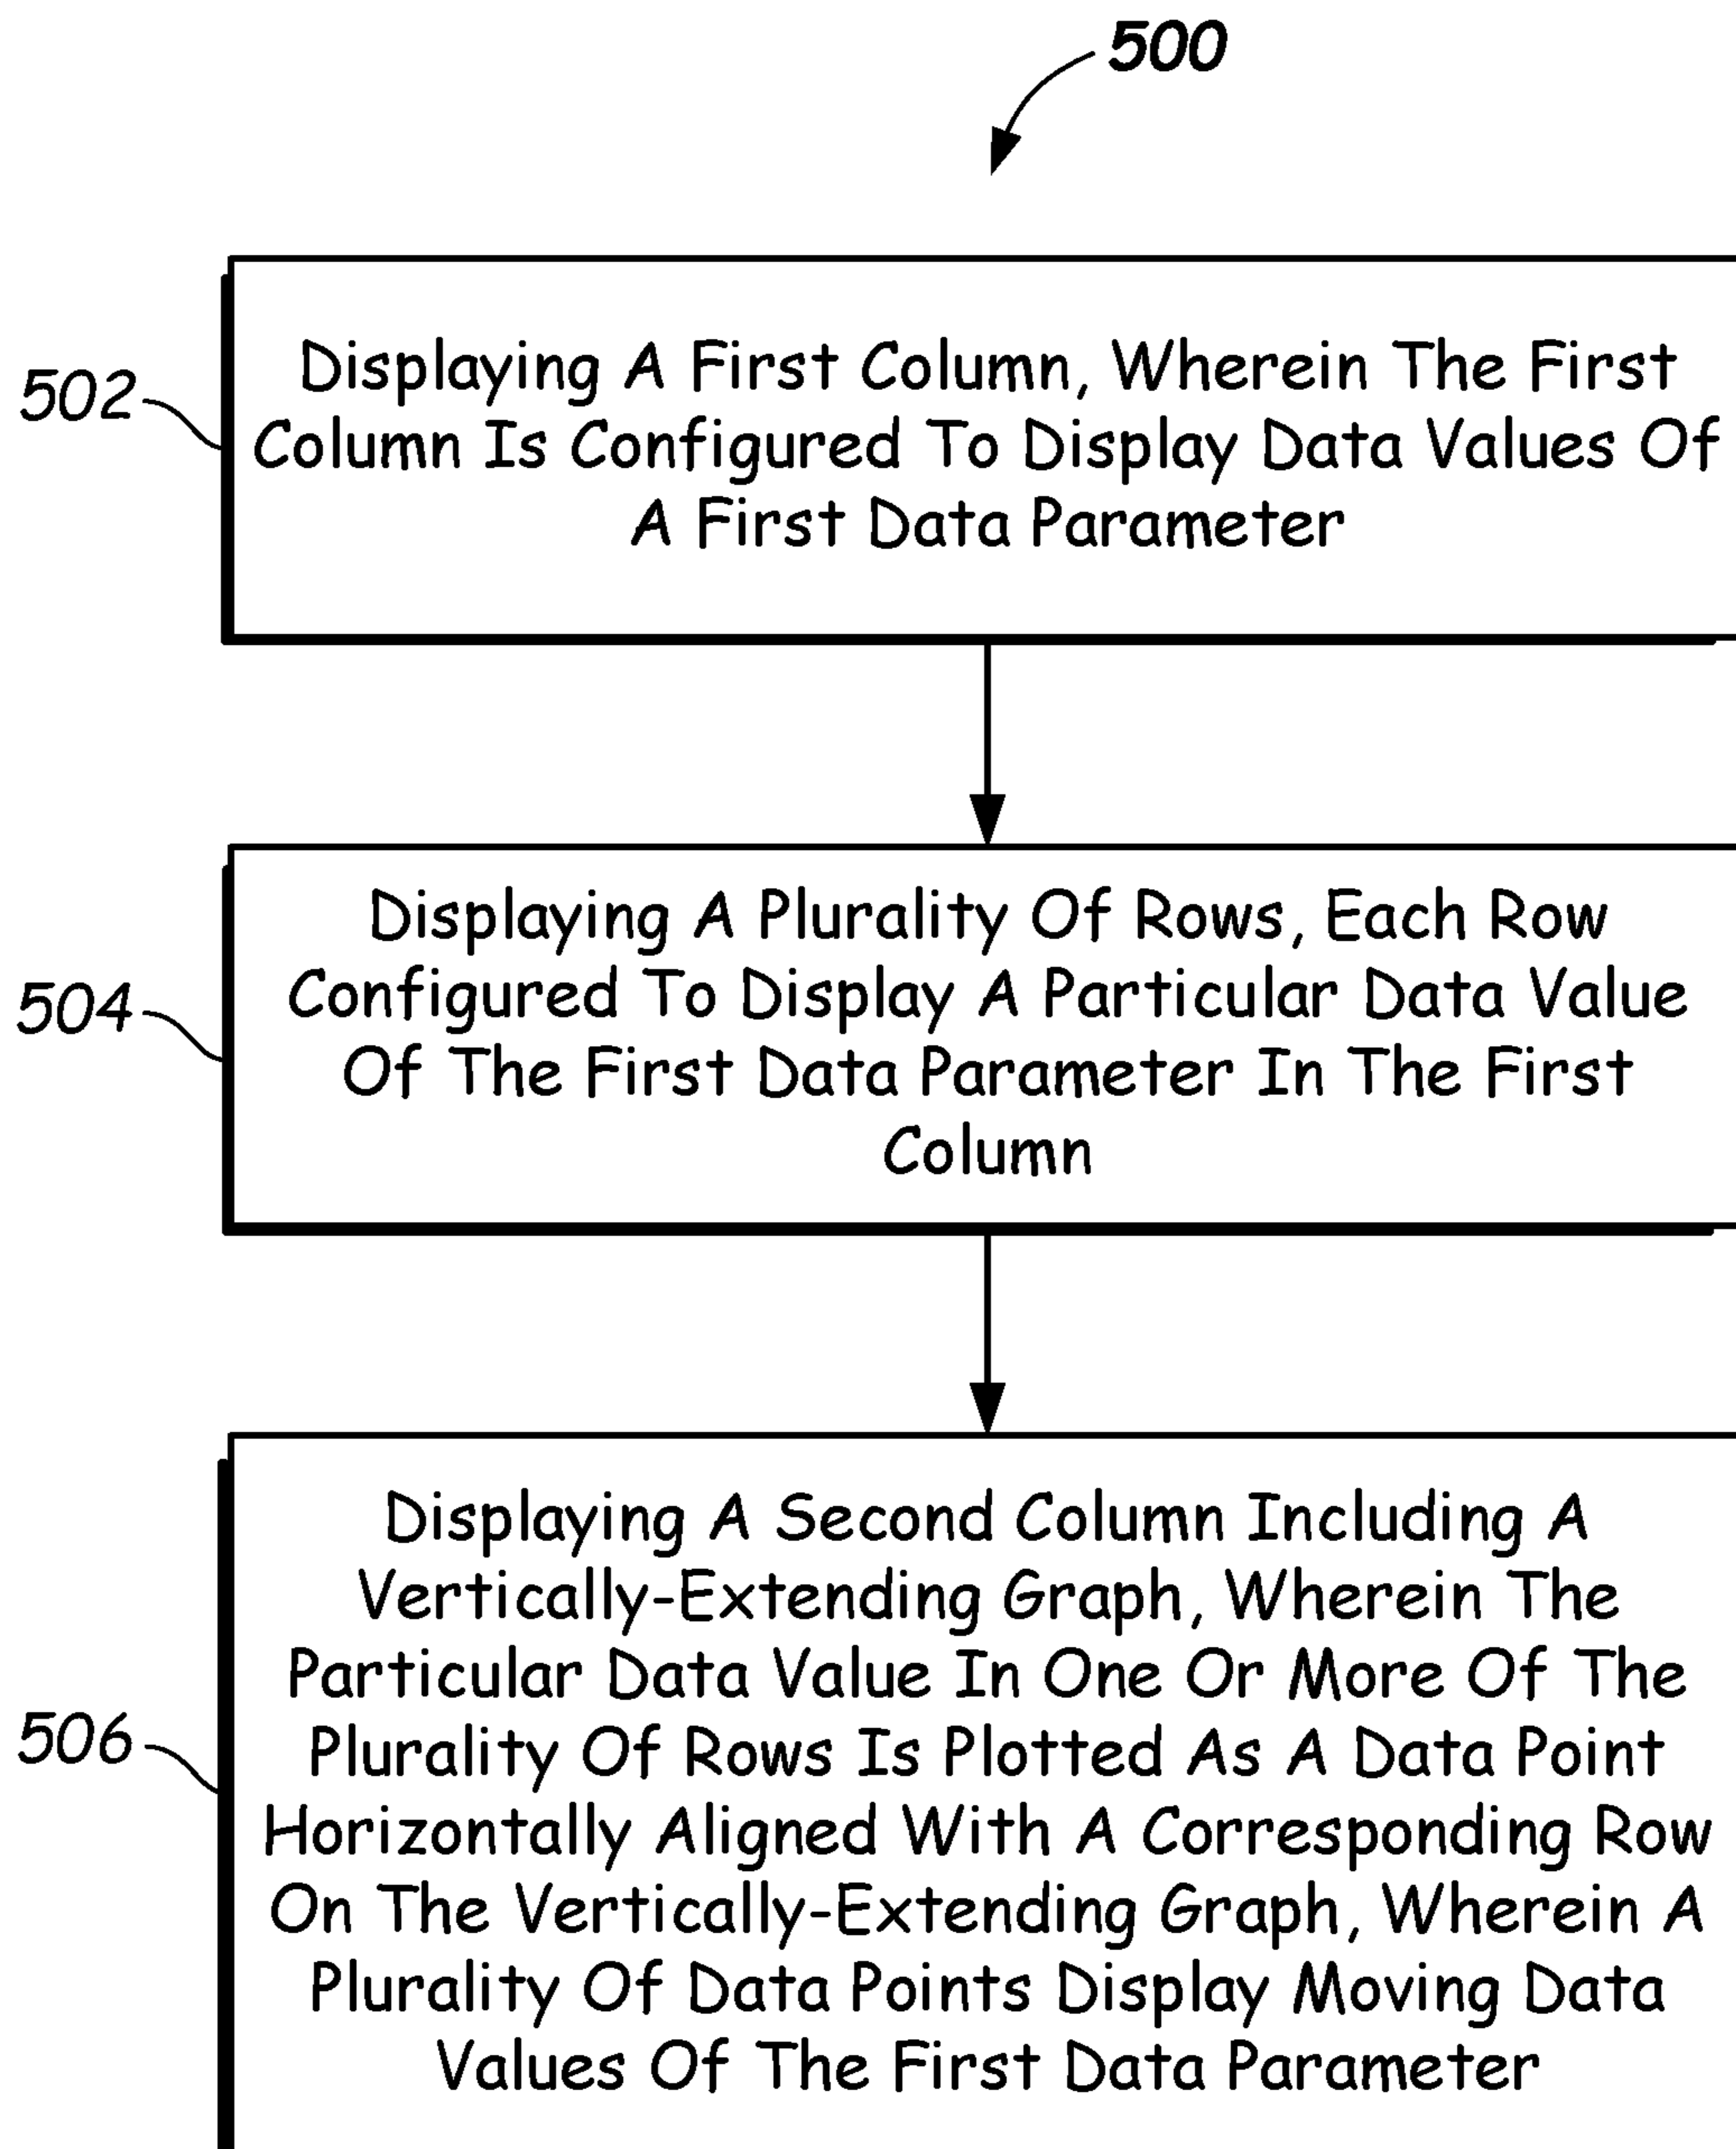 500
502
Displaying A First Column, Wherein The First
Column Is Configured To Display Data Values Of
A First Data Parameter
504
Displaying A Plurality Of Rows, Each Row
Configured To Display A Particular Data Value
Of The First Data Parameter In The First
Column
506
Displaying A Second Column Including A
Vertically-Extending Graph, Wherein The
Particular Data Value In One Or More Of The
Plurality Of Rows Is Plotted As A Data Point
Horizontally Aligned With A Corresponding Row
On The Vertically-Extending Graph, Wherein A
Plurality Of Data Points Display Moving Data
Values Of The First Data Parameter